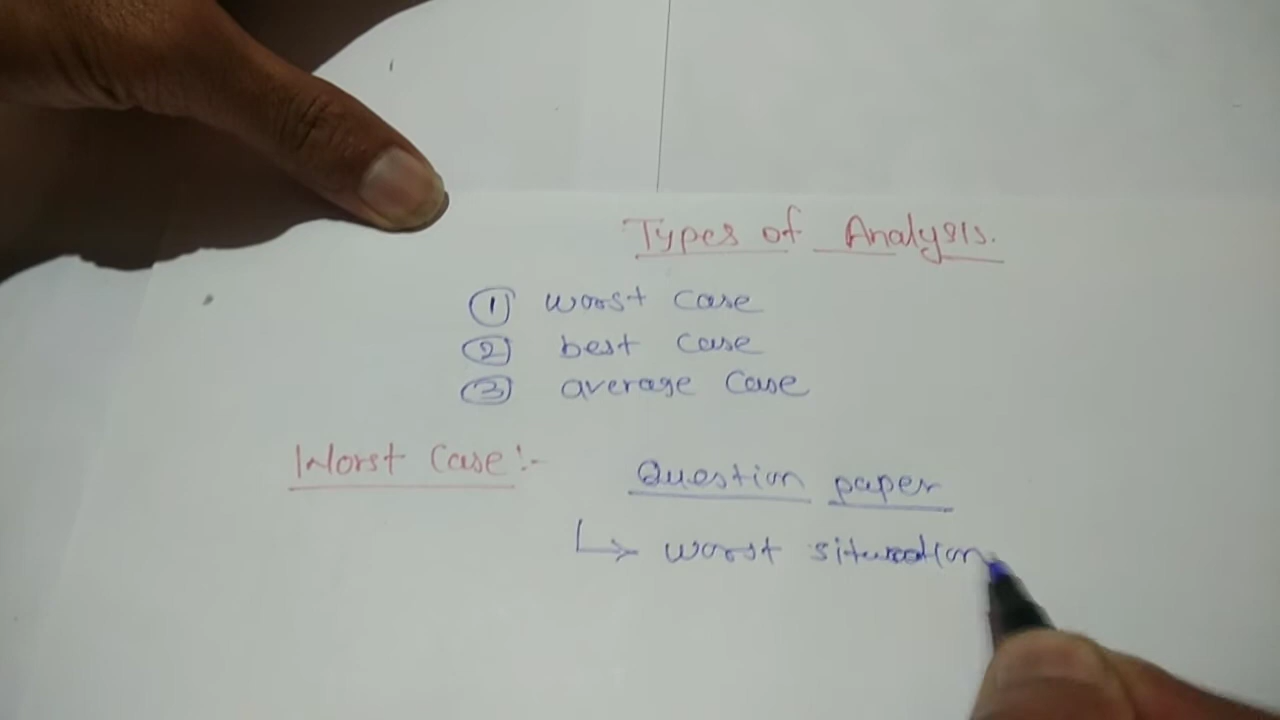 Types of Analysis.
① worst case
② best case
③ average case
Worst Case:-
Question paper
↳ worst situation